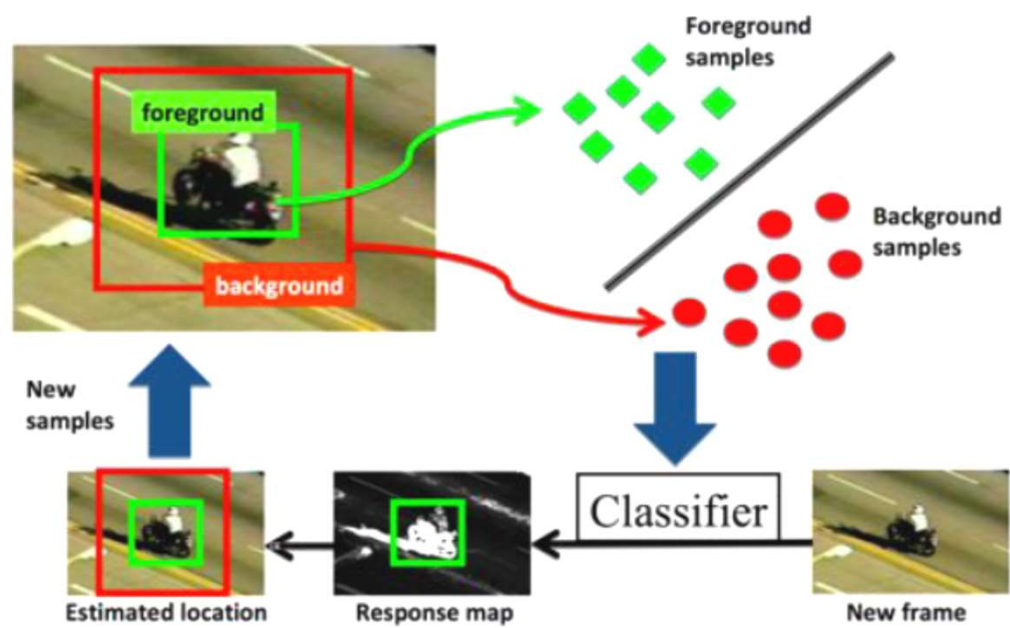 Foreground
samples
foreground
Background
samples
background
New
samples
Classifier
Estimated location
Response map
New frame